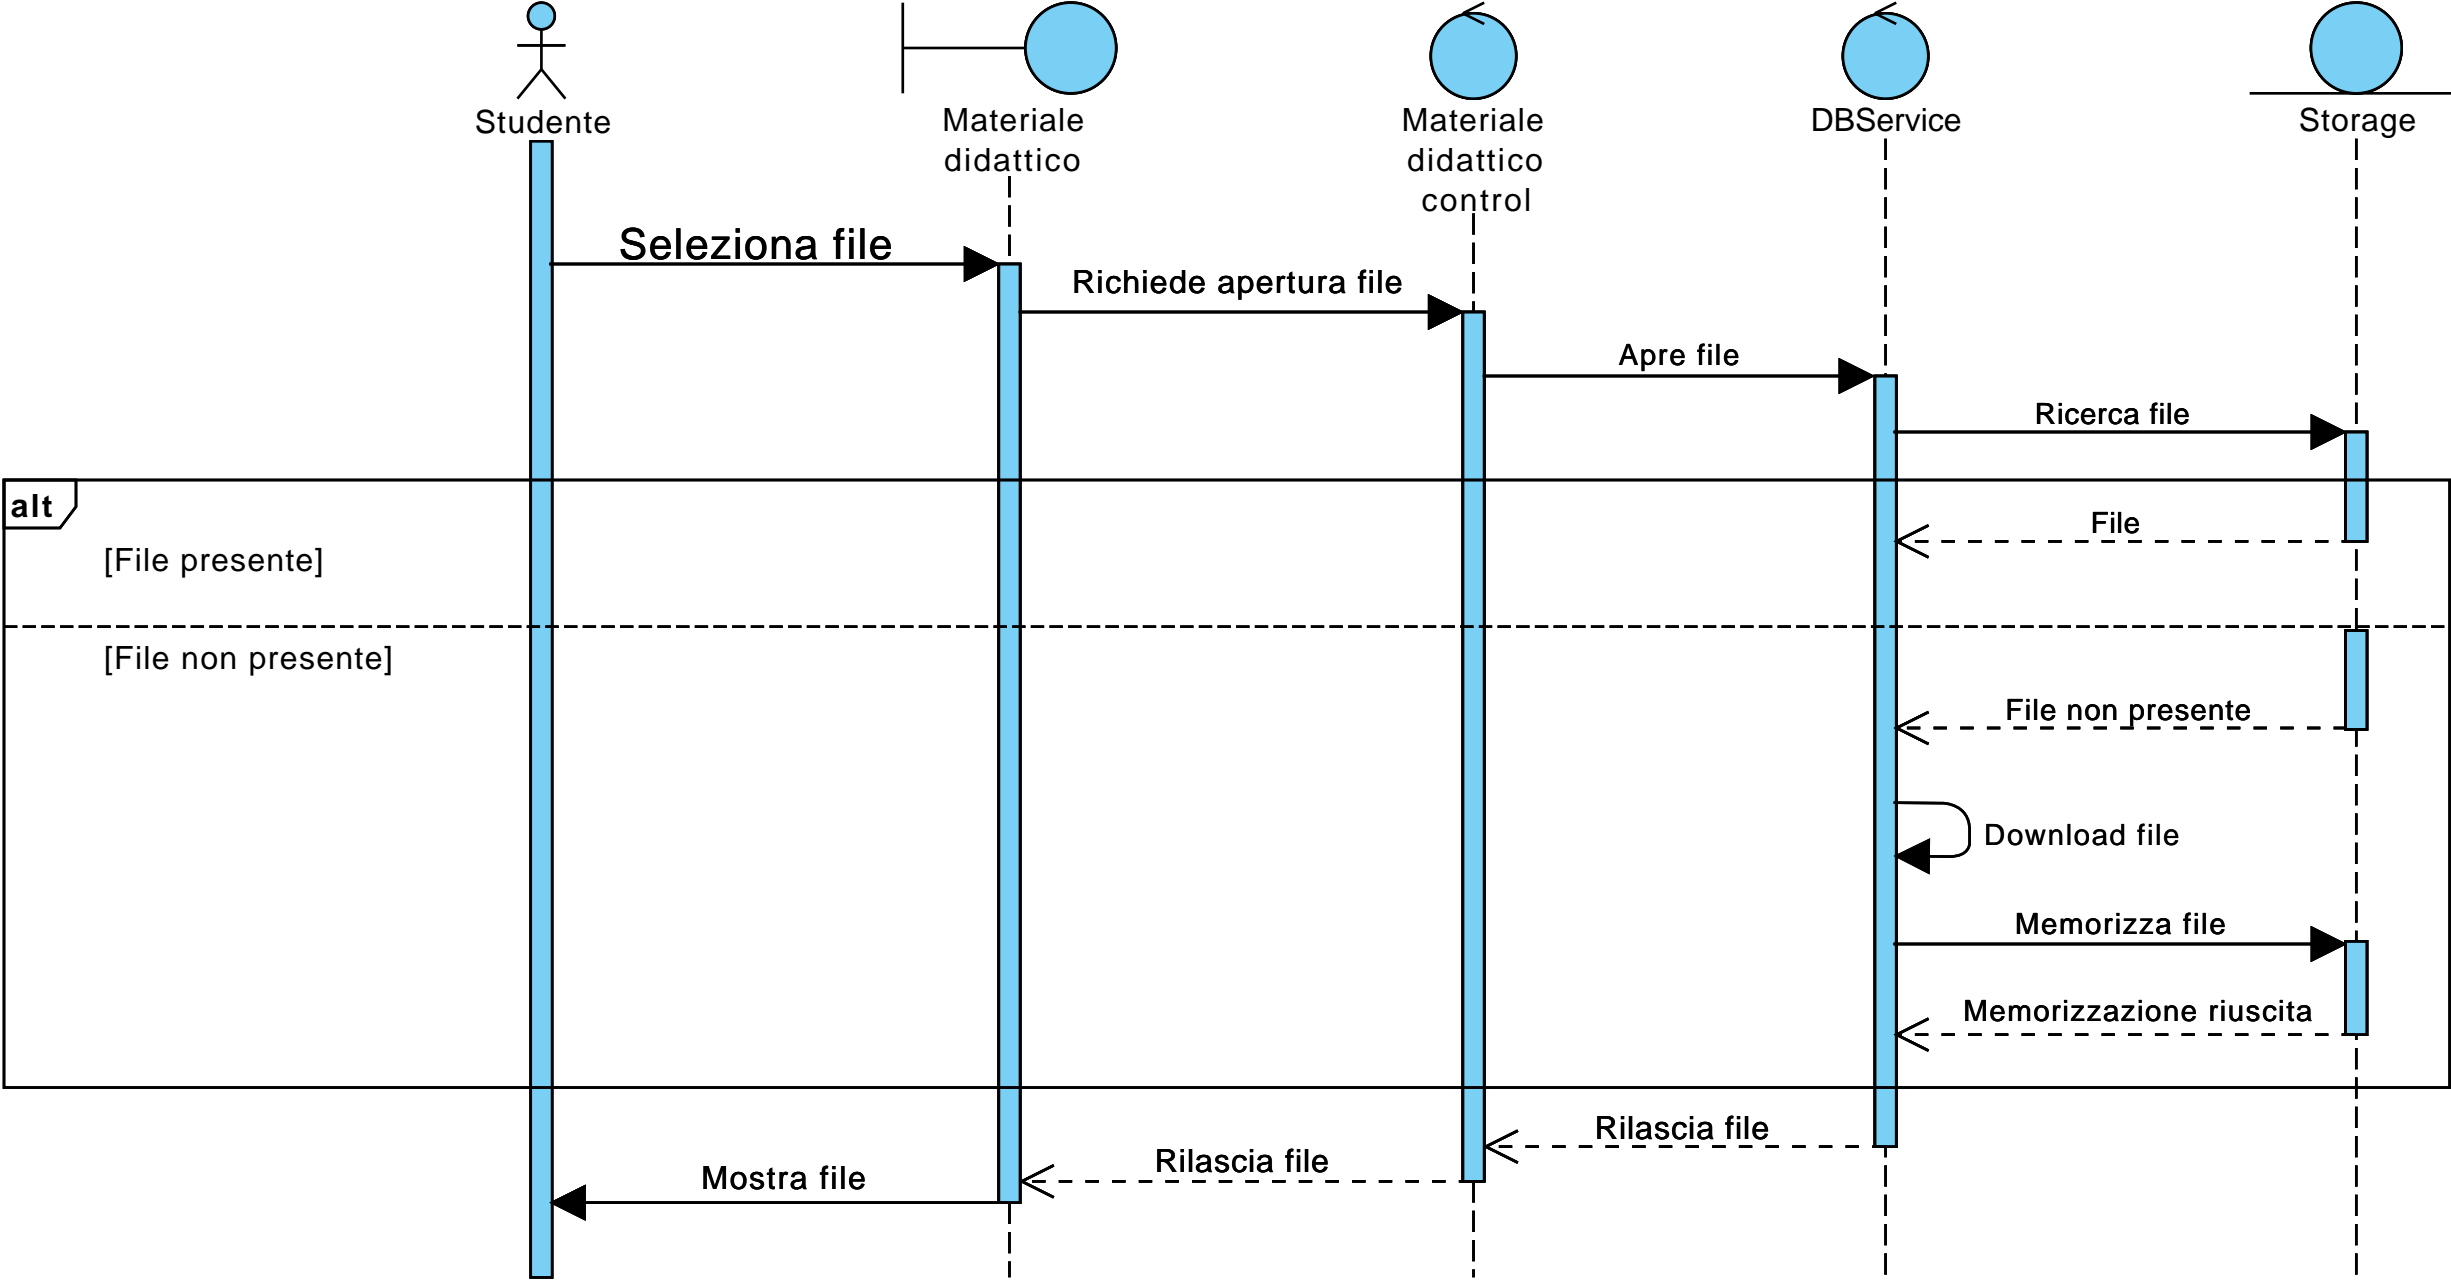 Studente
Materiale
didattico
Materiale
didattico
control
DBService
Storage
Seleziona file
Richiede apertura file
Apre file
Ricerca file
alt
File
[File presente]
[File non presente]
File non presente
Download file
Memorizza file
Memorizzazione riuscita
Rilascia file
Rilascia file
Mostra file